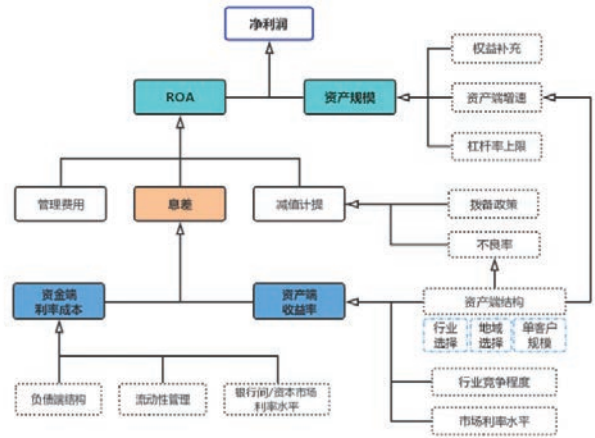 净利润
ROA
资产规模
权益补充
资产端增速
杠杆率上限
管理费用
息差
减值计提
拨备政策
不良率
资金端
利率成本
资产端
收益率
资产端结构
行业
选择
地域
选择
单客户
规模
负债端结构
流动性管理
银行间/资本市场
利率水平
行业竞争程度
市场利率水平